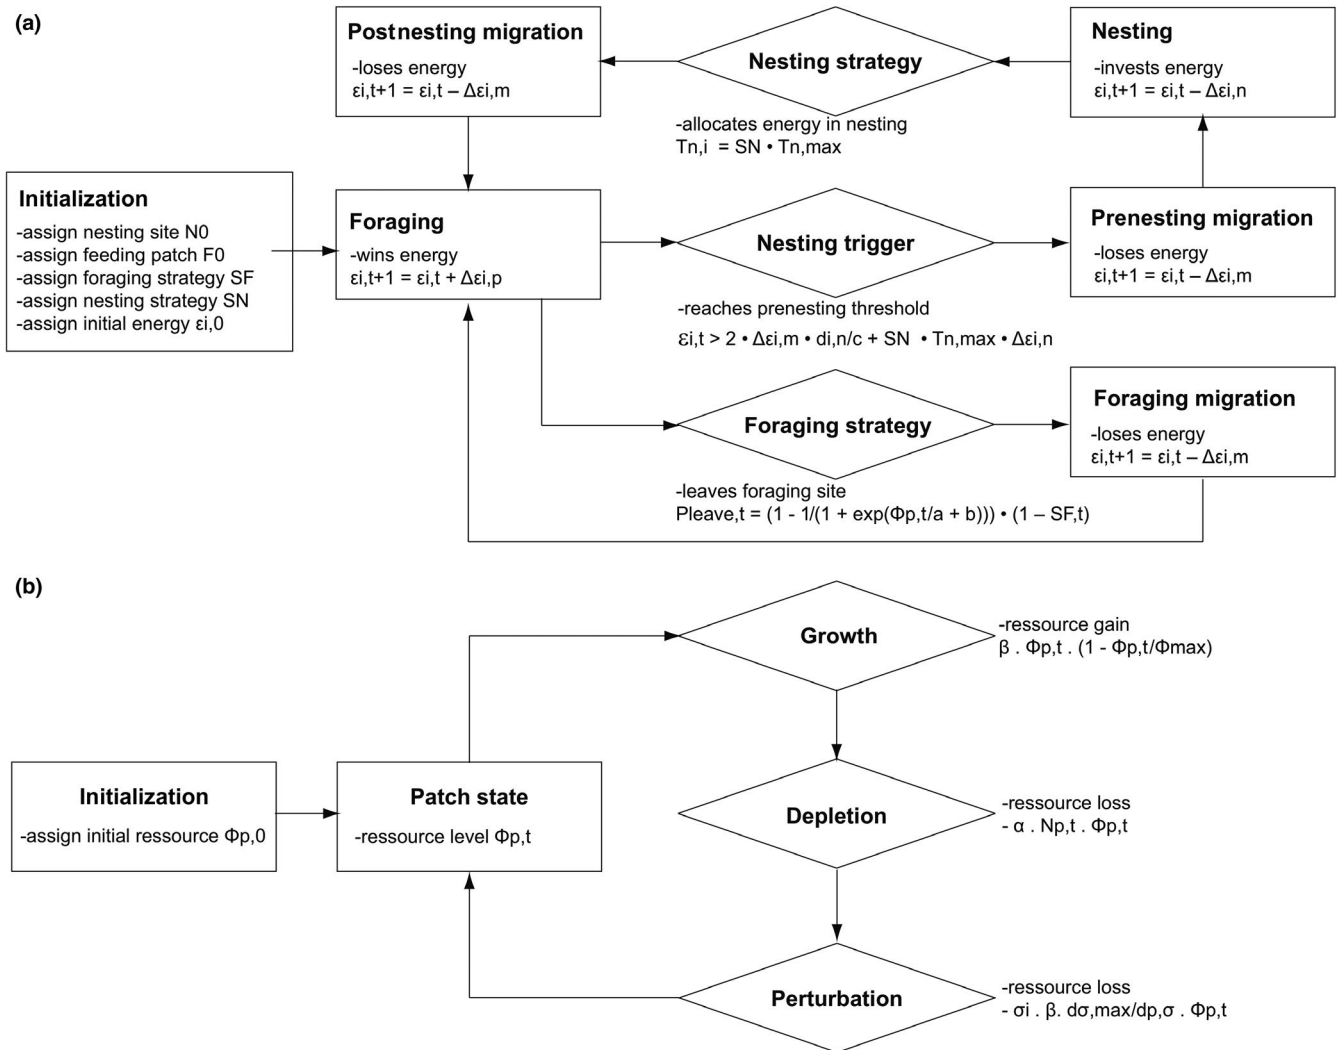 (a)
Postnesting migration
-loses energy
εi,t+1 = εi,t – Δεi,m
Nesting strategy
-allocates energy in nesting
Tn,i = SN • Tn,max
Nesting
-invests energy
εi,t+1 = εi,t – Δεi,n
Initialization
-assign nesting site N0
-assign feeding patch F0
-assign foraging strategy SF
-assign nesting strategy SN
-assign initial energy εi,0
Foraging
-wins energy
εi,t+1 = εi,t + Δεi,p
Nesting trigger
-reaches prenesting threshold
εi,t > 2 • Δεi,m • di,n/c + SN • Tn,max • Δεi,n
Prenesting migration
-loses energy
εi,t+1 = εi,t – Δεi,m
Foraging strategy
-leaves foraging site
Pleave,t = (1 - 1/(1 + exp(Φp,t/a + b))) • (1 – SF,t)
Foraging migration
-loses energy
εi,t+1 = εi,t – Δεi,m
(b)
Growth
-ressource gain
β . Φp,t . (1 - Φp,t/Φmax)
Initialization
-assign initial ressource Φp,0
Patch state
-ressource level Φp,t
Depletion
-ressource loss
- α . Np,t . Φp,t
Perturbation
-ressource loss
- σi . β. dσ,max/dp,σ . Φp,t